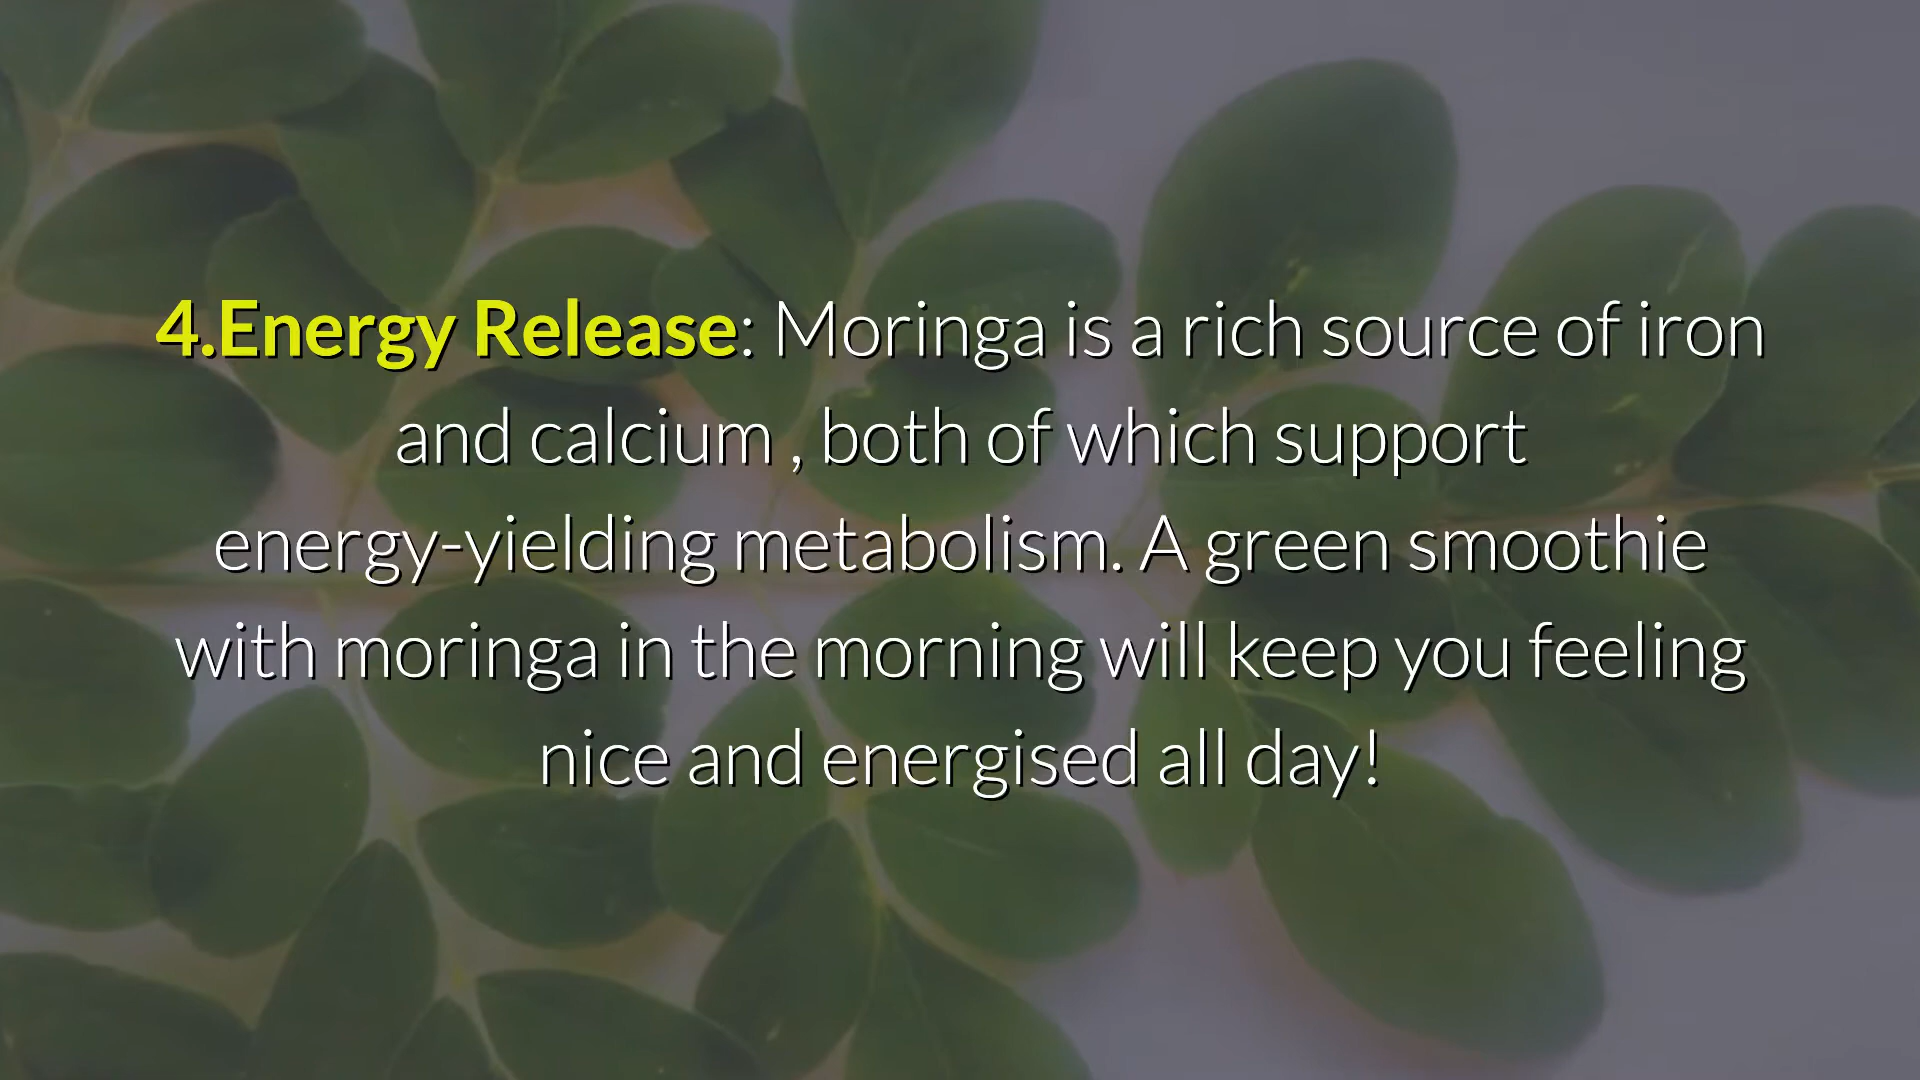 4.Energy Release: Moringa is a rich source of iron
and calcium , both of which support
energy-yielding metabolism. A green smoothie
with moringa in the morning will keep you feeling
nice and energised all day!